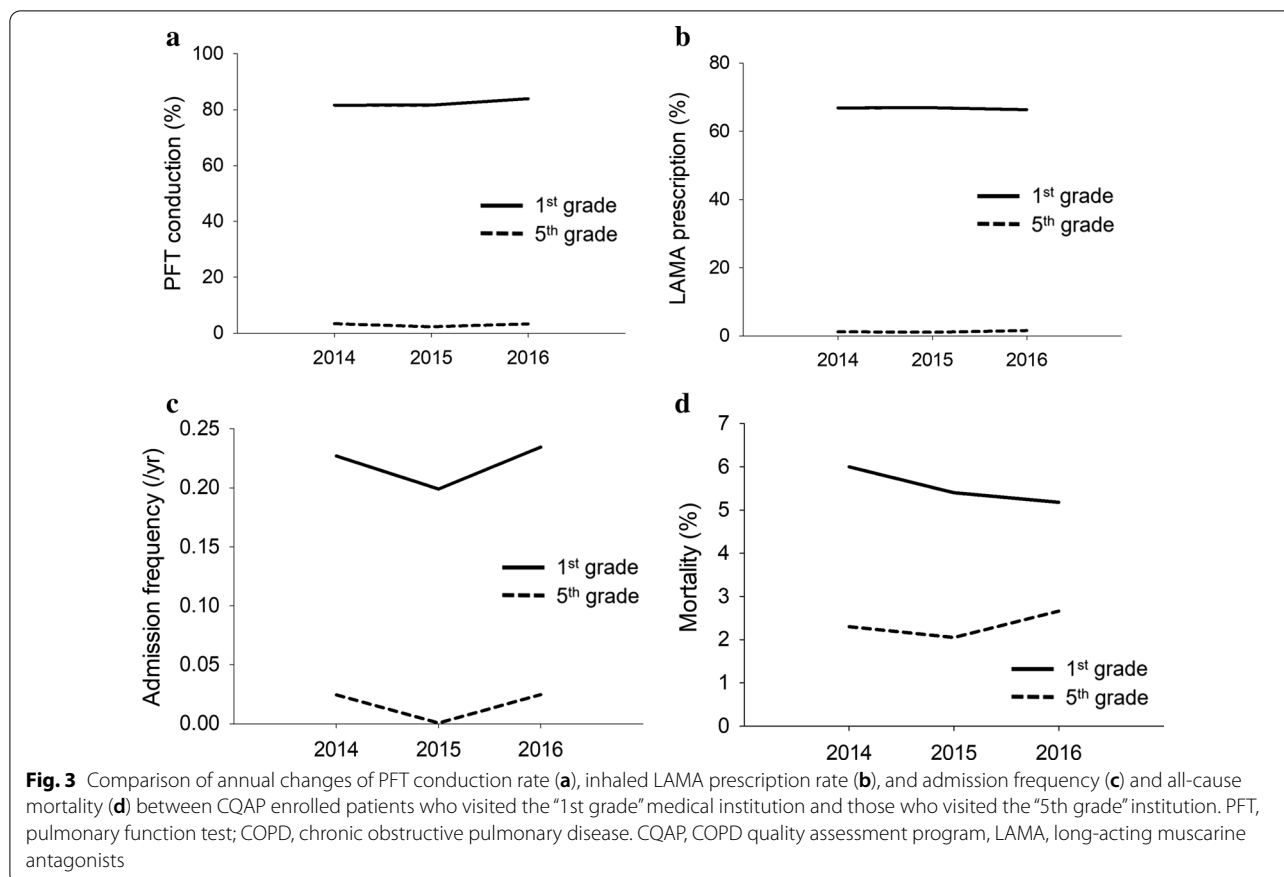 a
100
80
60
40
20
0
PFT conduction (%)
1st grade
5th grade
2014 2015 2016
b
80
60
40
20
0
LAMA prescription (%)
1st grade
5th grade
2014 2015 2016
c
0.25
0.20
0.15
0.10
0.05
0.00
Admission frequency (/yr)
1st grade
5th grade
2014 2015 2016
d
7
6
5
4
3
2
1
0
Mortality (%)
1st grade
5th grade
2014 2015 2016
Fig. 3 Comparison of annual changes of PFT conduction rate (a), inhaled LAMA prescription rate (b), and admission frequency (c) and all-cause
mortality (d) between CQAP enrolled patients who visited the “1st grade” medical institution and those who visited the “5th grade” institution. PFT,
pulmonary function test; COPD, chronic obstructive pulmonary disease. CQAP, COPD quality assessment program, LAMA, long-acting muscarine
antagonists